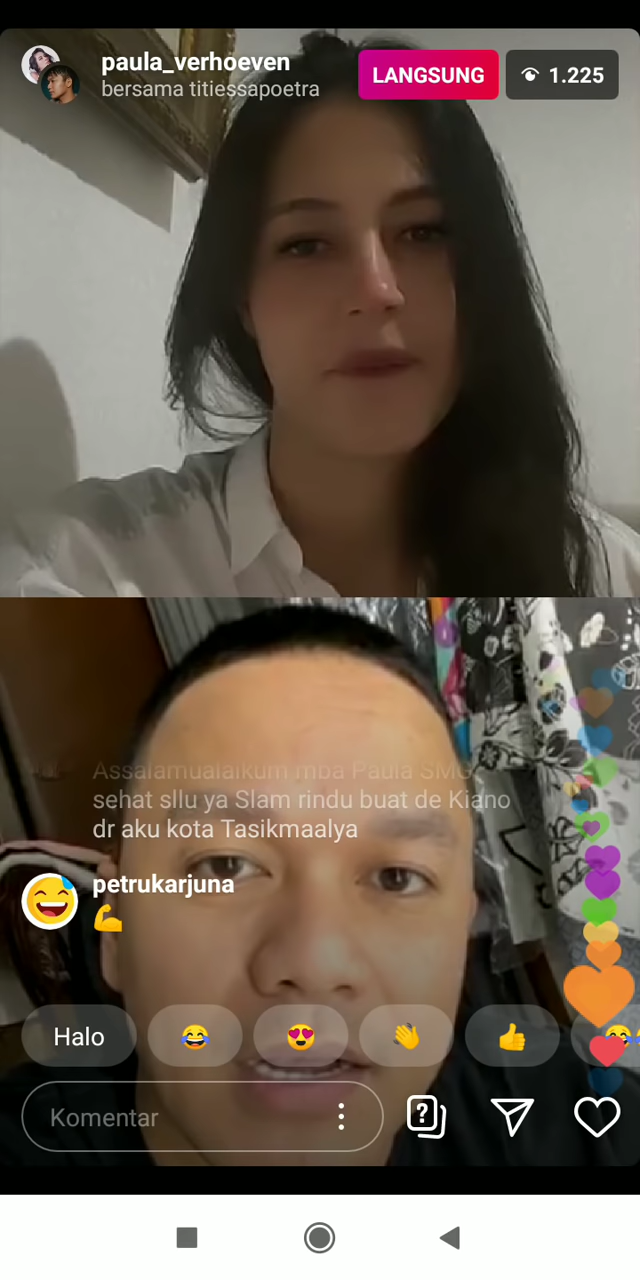 paula_verhoeven
bersama titiessapoetra
LANGSUNG
1.225
Assalamualaikum mba Paula SMG
sehat sllu ya Slam rindu buat de Kiano
dr aku kota Tasikmaalya
petrukarjuna
Halo
Komentar